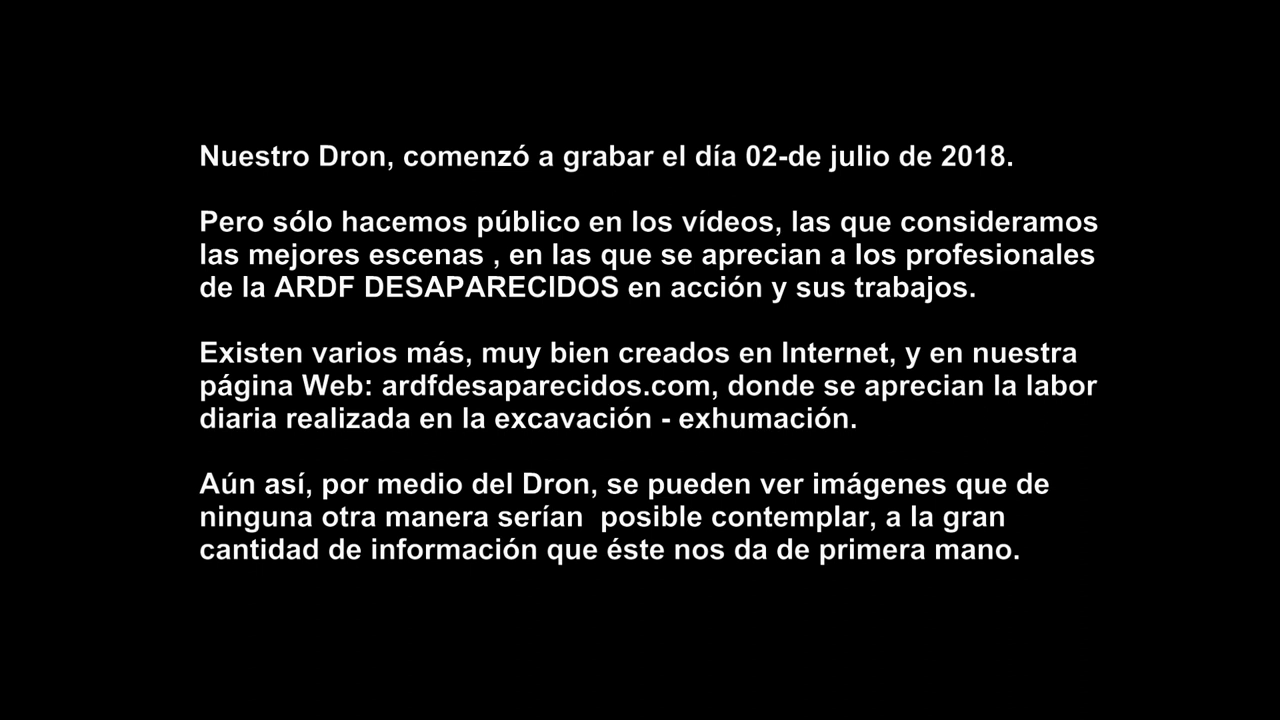 Nuestro Dron, comenzó a grabar el día 02-de julio de 2018.
Pero sólo hacemos público en los vídeos, las que consideramos
las mejores escenas , en las que se aprecian a los profesionales
de la ARDF DESAPARECIDOS en acción y sus trabajos.
Existen varios más, muy bien creados en Internet, y en nuestra
página Web: ardfdesaparecidos.com, donde se aprecian la labor
diaria realizada en la excavación - exhumación.
Aún así, por medio del Dron, se pueden ver imágenes que de
ninguna otra manera serían  posible contemplar, a la gran
cantidad de información que éste nos da de primera mano.